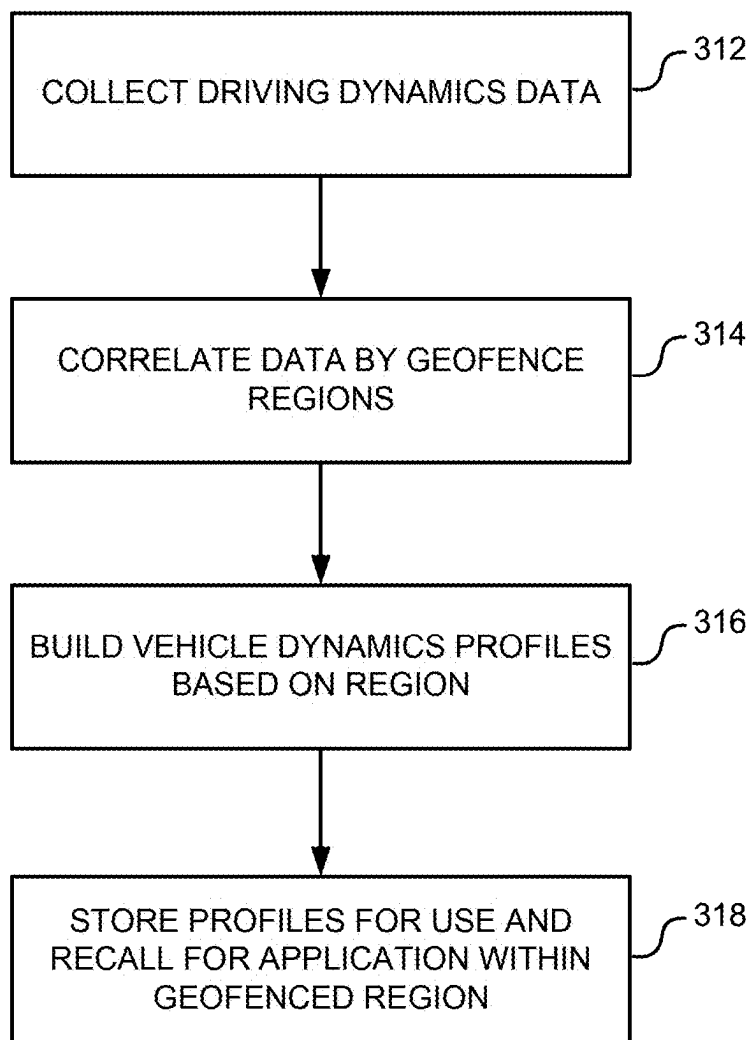 COLLECT DRIVING DYNAMICS DATA
312
CORRELATE DATA BY GEOFENCE
REGIONS
314
BUILD VEHICLE DYNAMICS PROFILES
BASED ON REGION
316
STORE PROFILES FOR USE AND
RECALL FOR APPLICATION WITHIN
GEOFENCED REGION
318